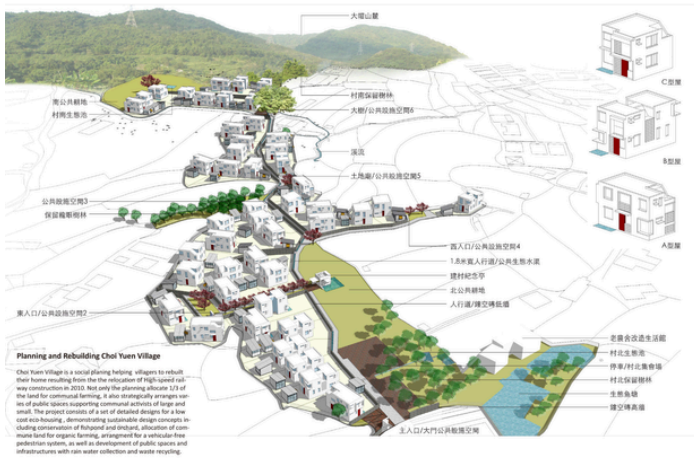 大㙡山麓
C型屋
南公共耕地
村南生態池
村南保留樹林
大樹/公共設施空間6
溪流
B型屋
土地廟/公共設施空間5
公共設施空間3
保留龍眼樹林
A型屋
西入口/公共設施空間4
1.8米寬人行道/公共生態水渠
建村紀念亭
北公共耕地
人行道/鏤空磚低牆
東入口/公共設施空間2
老農舍改造生活館
村北生態池
停車/村北集會場
村北保留樹林
生態魚塘
鏤空磚高牆
主入口/大門公共設施空間
Planning and Rebuilding Choi Yuen Village
Choi Yuen Village is a social planing helping villagers to rebuilt
their home resulting from the the relocation of High-speed rail-
way construction in 2010. Not only the planning allocate 1/3 of
the land for communal farming, it also strategically arranges var-
ies of public spaces supporting communal activists of large and
small. The project consists of a set of detailed designs for a low
cost eco-housing , demonstrating sustainable design concepts in-
cluding conservatiom of fishpond and orchard, allocation of com-
mune land for organic farming, arrangment for a vehicular-free
pedestrian system, as well as development of public spaces and
infrastructures with rain water collection and waste recycling.